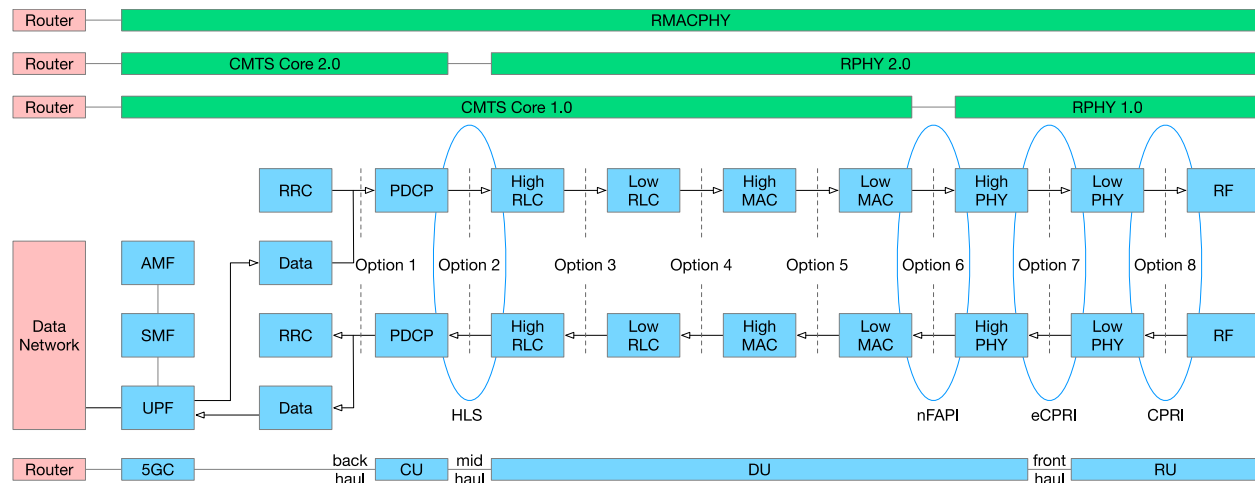 Router
RMACPHY
Router
CMTS Core 2.0
RPHY 2.0
Router
CMTS Core 1.0
RPHY 1.0
RRC
PDCP
High
RLC
Low
RLC
High
MAC
Low
MAC
High
PHY
Low
PHY
RF
AMF
Data
Option 1
Option 2
Option 3
Option 4
Option 5
Option 6
Option 7
Option 8
Data
Network
SMF
RRC
PDCP
High
RLC
Low
RLC
High
MAC
Low
MAC
High
PHY
Low
PHY
RF
UPF
Data
HLS
nFAPI
eCPRI
CPRI
Router
5GC
back
haul
CU
mid
haul
DU
front
haul
RU